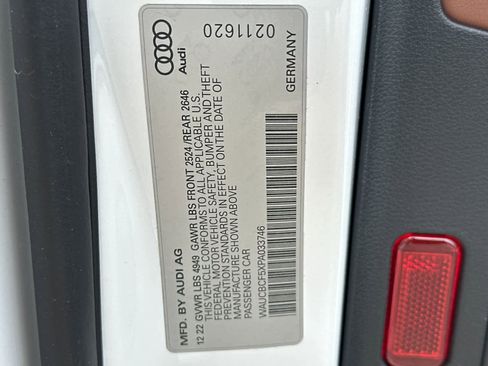 MFD. BY AUDI AG
12 22 GVWR LBS 4949 GAWR LBS FRONT 2524/REAR 2646
THIS VEHICLE CONFORMS TO ALL APPLICABLE U.S.
FEDERAL MOTOR VEHICLE SAFETY, BUMPER AND THEFT
PREVENTION STANDARDS IN EFFECT ON THE DATE OF
MANUFACTURE SHOWN ABOVE
PASSENGER CAR
WAUCBCF5XPA033746
GERMANY
Audi
0211620